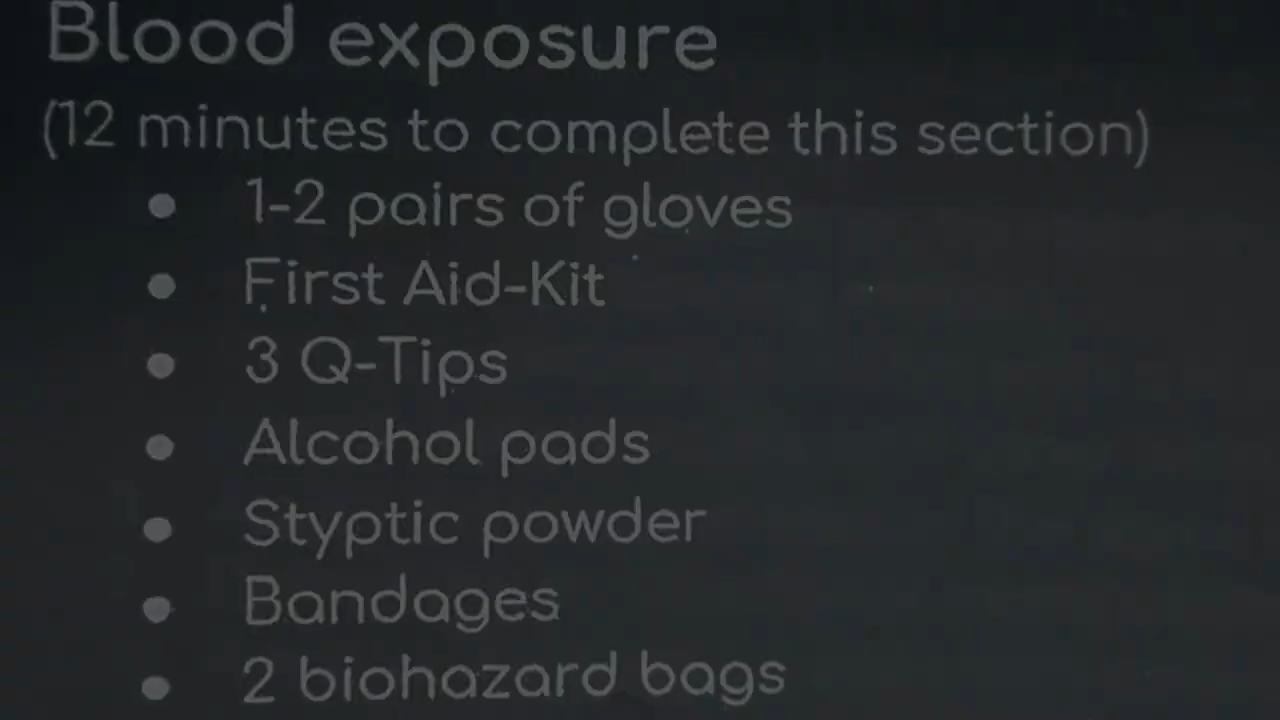 Blood exposure
(12 minutes to complete this section)
● 1-2 pairs of gloves
● First Aid-Kit
● 3 Q-Tips
● Alcohol pads
● Styptic powder
● Bandages
● 2 biohazard bags